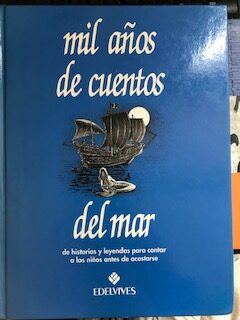 mil años
de cuentos
del mar
de historias y leyendas para contar
a los niños antes de acostarse
EDELVIVES